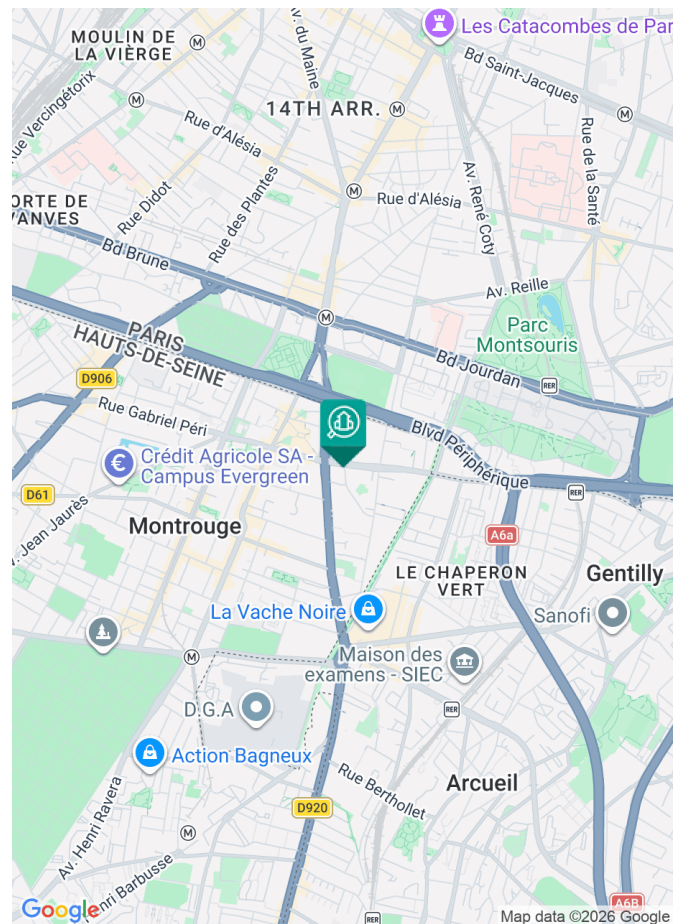 MOULIN DE
LA VIÈRGE
M
Av. du Maine
Les Catacombes de Par
Bd Saint-Jacques
14TH ARR.
M
M
M
Rue Vercingétorix
Rue d'Alésia
M
Rue d'Alésia
Rue de la Santé
Av. René Coty
PORTE DE
VANVES
Rue Didot
Rue des Plantes
Bd Brune
Av. Reille
M
Parc
Montsouris
PARIS
HAUTS-DE-SEINE
Bd Jourdan
RER
D906
Rue Gabriel Péri
Blvd Périphérique
Crédit Agricole SA -
Campus Evergreen
RER
D61
Av. Jean Jaurès
Montrouge
A6a
LE CHAPERON
VERT
Gentilly
La Vache Noire
Sanofi
Maison des
examens - SIEC
M
D.G.A
RER
Action Bagneux
Rue Berthollet
Arcueil
D920
Av. Henri Ravera
M
Henri Barbusse
Google
RER
A6B
Map data ©2026 Google